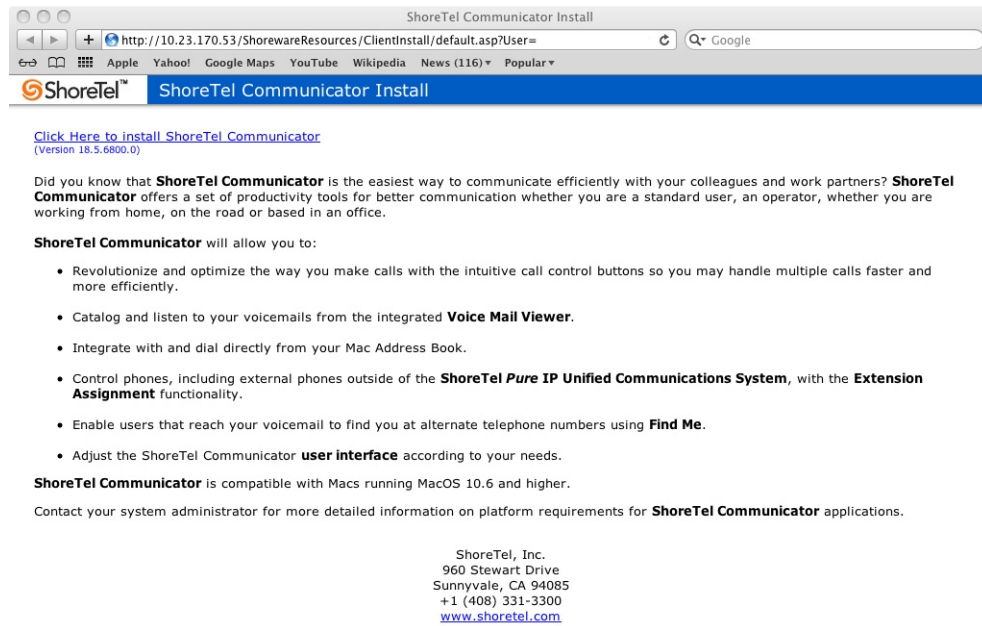 ShoreTel Communicator Install
http://10.23.170.53/ShorewareResources/ClientInstall/default.asp?User=
Google
Apple Yahoo! Google Maps YouTube Wikipedia News (116) Popular
ShoreTel™ ShoreTel Communicator Install
Click Here to install ShoreTel Communicator
(Version 18.5.6800.0)
Did you know that ShoreTel Communicator is the easiest way to communicate efficiently with your colleagues and work partners? ShoreTel
Communicator offers a set of productivity tools for better communication whether you are a standard user, an operator, whether you are
working from home, on the road or based in an office.
ShoreTel Communicator will allow you to:
• Revolutionize and optimize the way you make calls with the intuitive call control buttons so you may handle multiple calls faster and
more efficiently.
• Catalog and listen to your voicemails from the integrated Voice Mail Viewer.
• Integrate with and dial directly from your Mac Address Book.
• Control phones, including external phones outside of the ShoreTel Pure IP Unified Communications System, with the Extension
Assignment functionality.
• Enable users that reach your voicemail to find you at alternate telephone numbers using Find Me.
• Adjust the ShoreTel Communicator user interface according to your needs.
ShoreTel Communicator is compatible with Macs running MacOS 10.6 and higher.
Contact your system administrator for more detailed information on platform requirements for ShoreTel Communicator applications.
ShoreTel, Inc.
960 Stewart Drive
Sunnyvale, CA 94085
+1 (408) 331-3300
www.shoretel.com